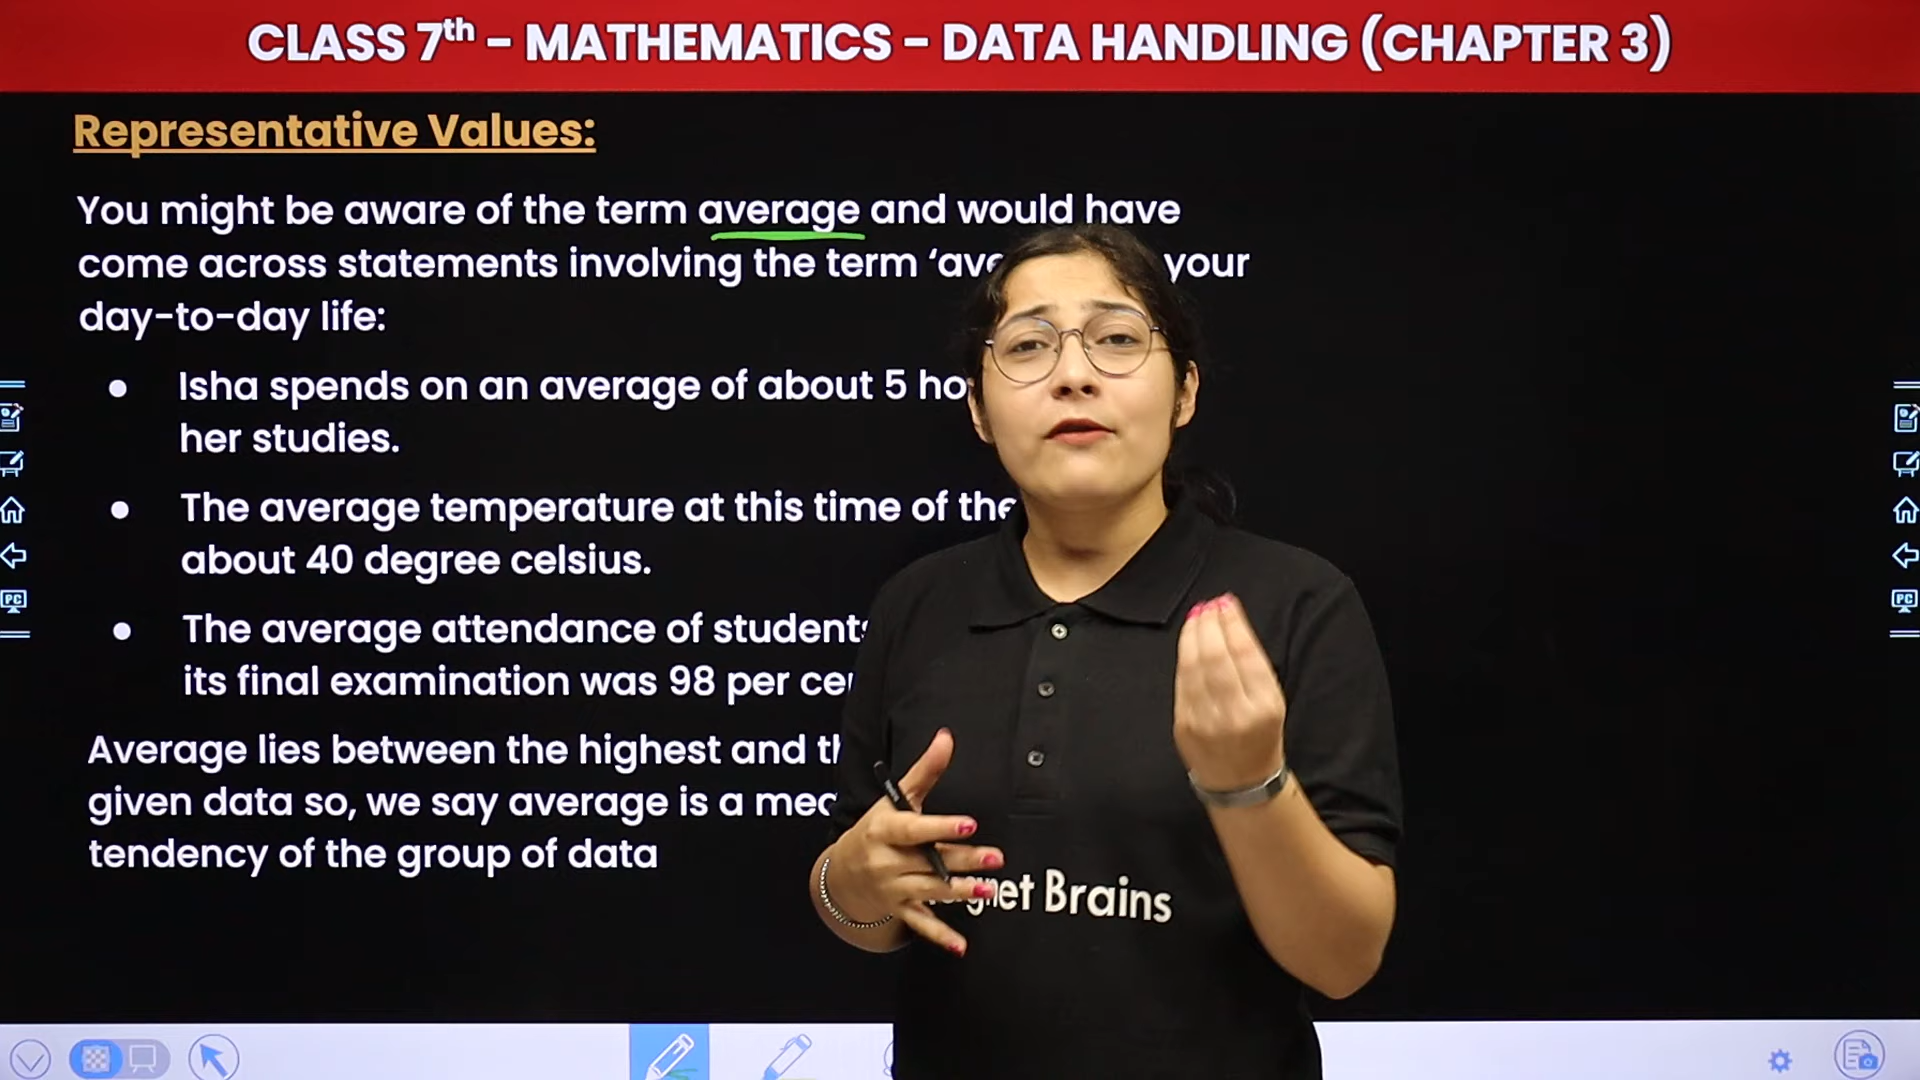 CLASS 7th - MATHEMATICS - DATA HANDLING (CHAPTER 3)
Representative Values:
You might be aware of the term average and would have
come across statements involving the term your
day-to-day life:
• Isha spends on an average of about 5
her studies.
• The average temperature at this time of the
about 40 degree celsius.
• The average attendance of students
its final examination was 98 per
Average lies between the highest and
given data so, we say average is a
tendency of the group of data
Brains
PC
PC